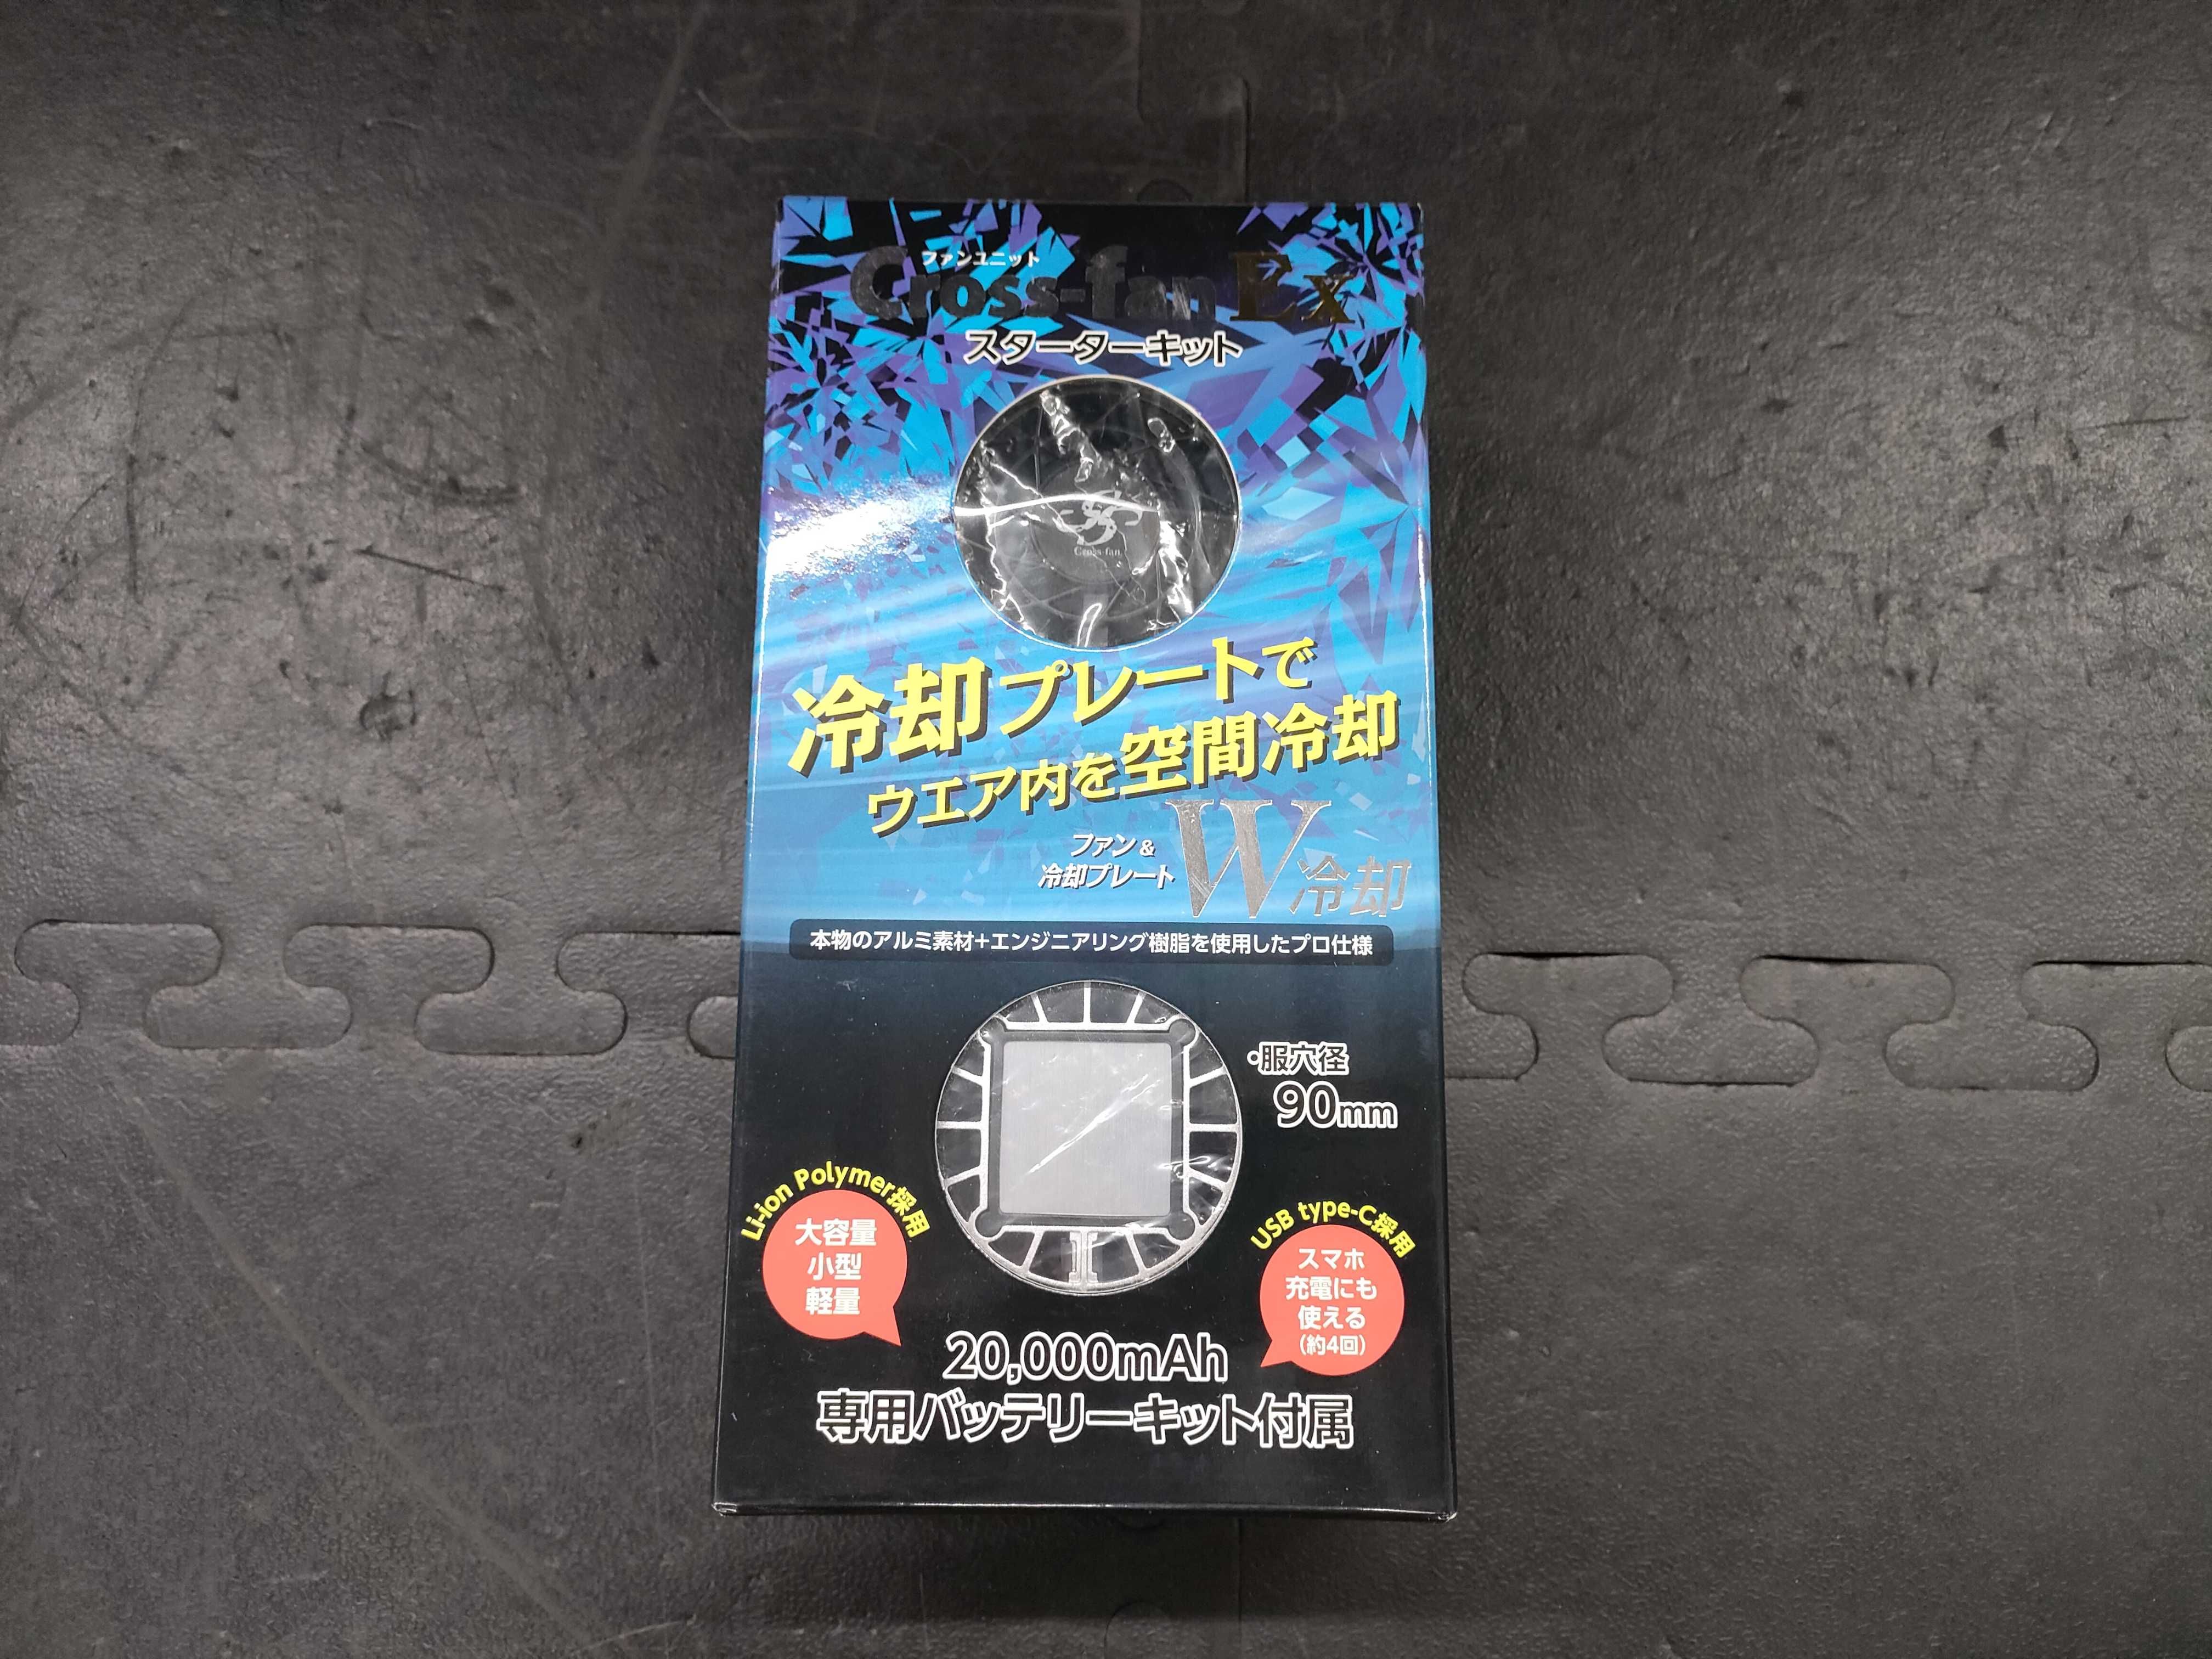 ファンユニット
Cross-fan Ex
スターターキット
Cross-fan
冷却プレートで
ウエア内を空間冷却
ファン&
冷却プレート
W冷却
本物のアルミ素材+エンジニアリング樹脂を使用したプロ仕様
・服穴径
90mm
Li-ion Polymer採用
大容量
小型
軽量
USB type-C採用
スマホ
充電にも
使える
(約4回)
20,000mAh
専用バッテリーキット付属